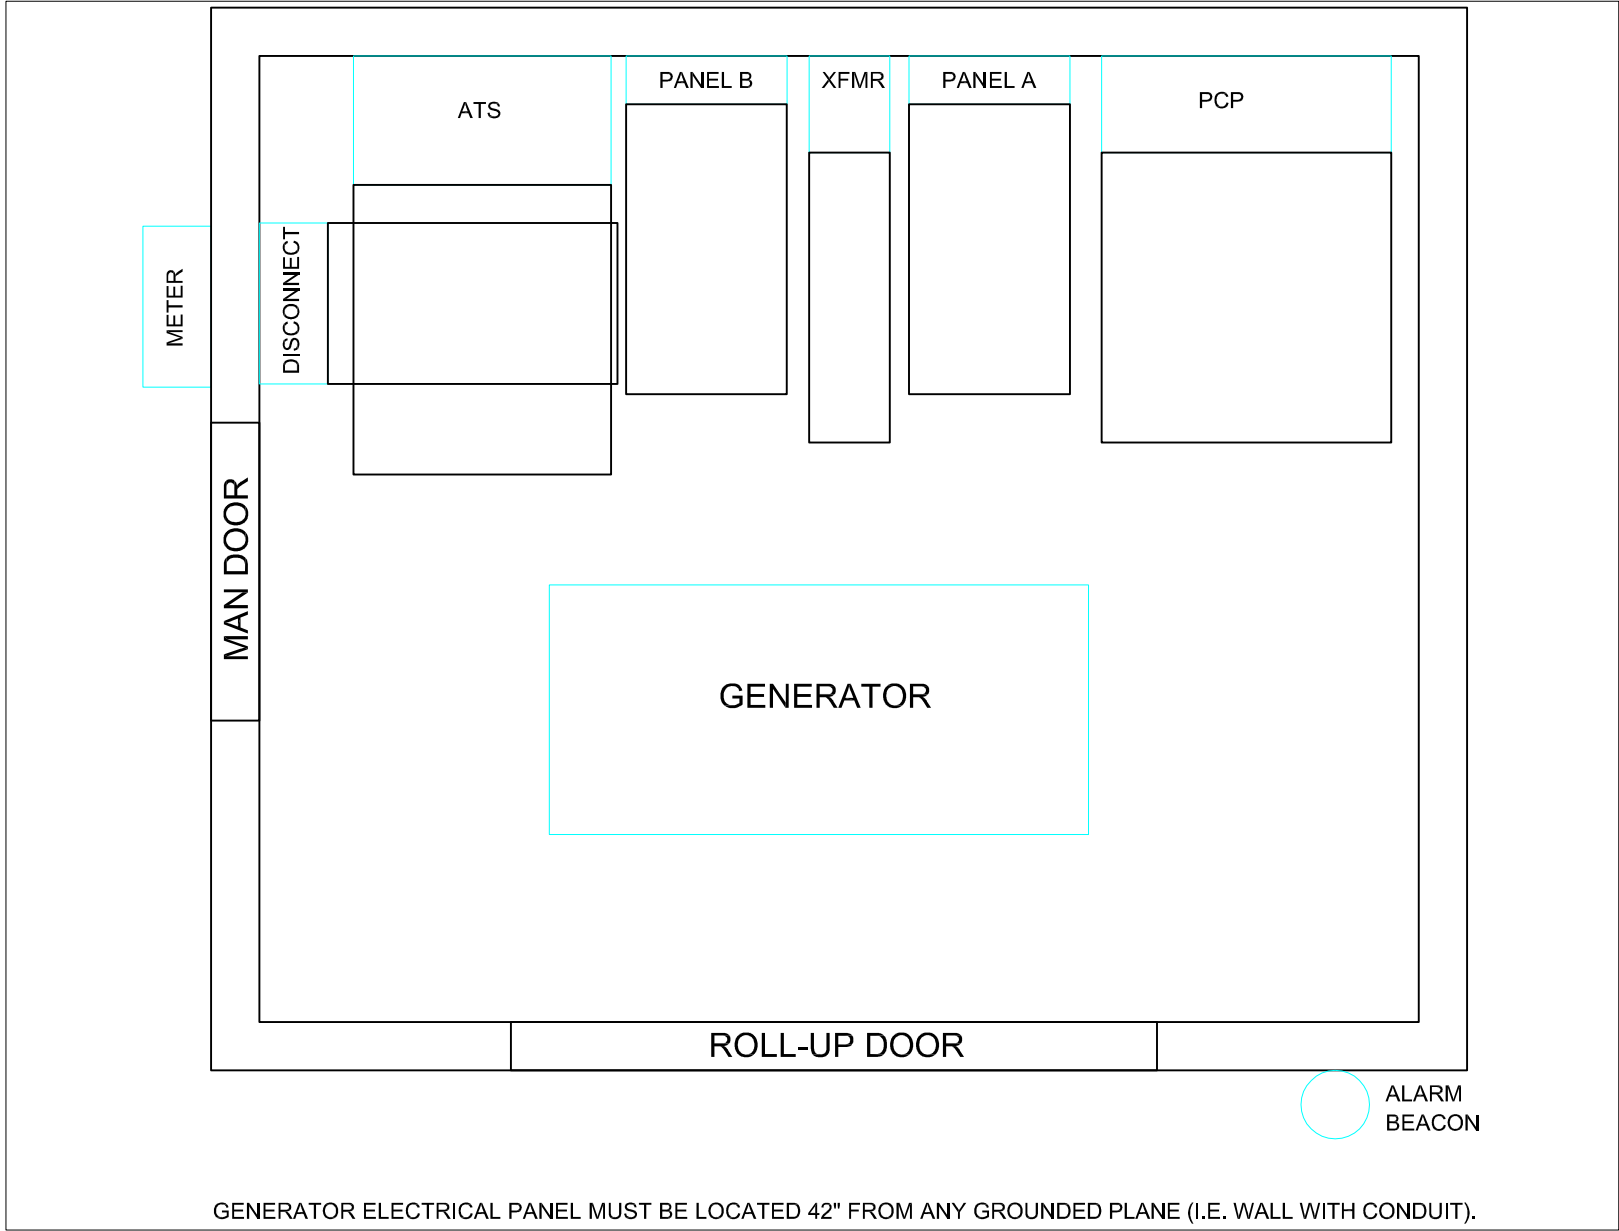 PANEL B
XFMR
PANEL A
PCP
ATS
METER
DISCONNECT
MAN DOOR
GENERATOR
ROLL-UP DOOR
ALARM
BEACON
GENERATOR ELECTRICAL PANEL MUST BE LOCATED 42" FROM ANY GROUNDED PLANE (I.E. WALL WITH CONDUIT).